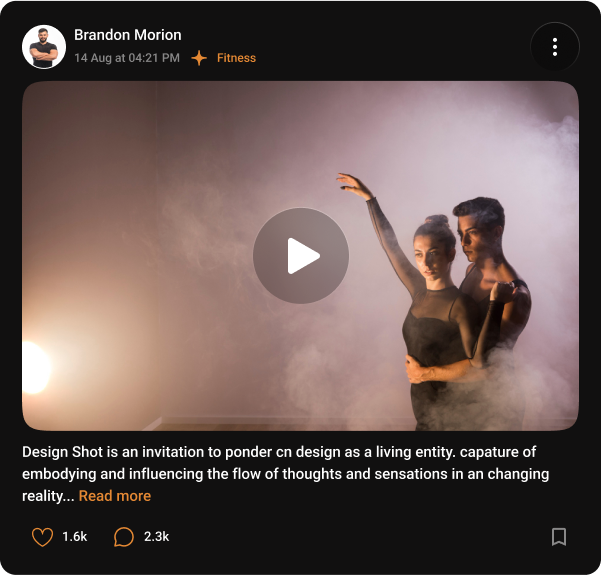 Brandon Morion
14 Aug at 04:21 PM Fitness
Design Shot is an invitation to ponder cn design as a living entity. capature of
embodying and influencing the flow of thoughts and sensations in an changing
reality... Read more
1.6k 2.3k